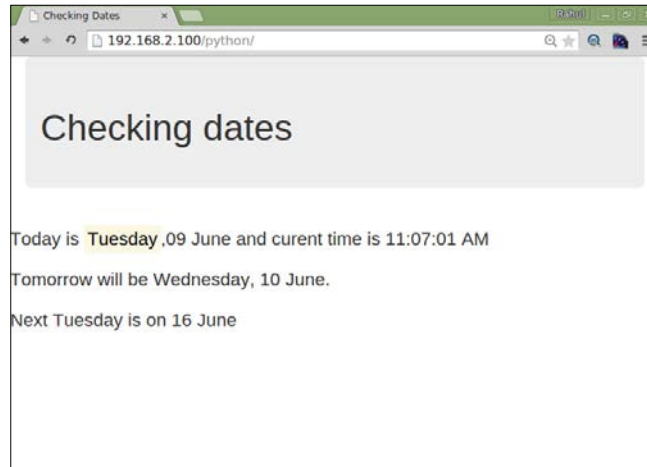 Checking Dates
Rahul
192.168.2.100/python/
Checking dates
Today is Tuesday ,09 June and curent time is 11:07:01 AM
Tomorrow will be Wednesday, 10 June.
Next Tuesday is on 16 June